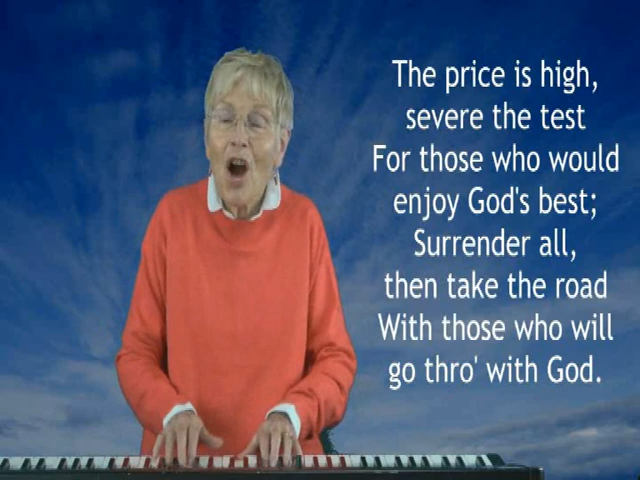 The price is high,
severe the test
For those who would
enjoy God's best;
Surrender all,
then take the road
With those who will
go thro' with God.